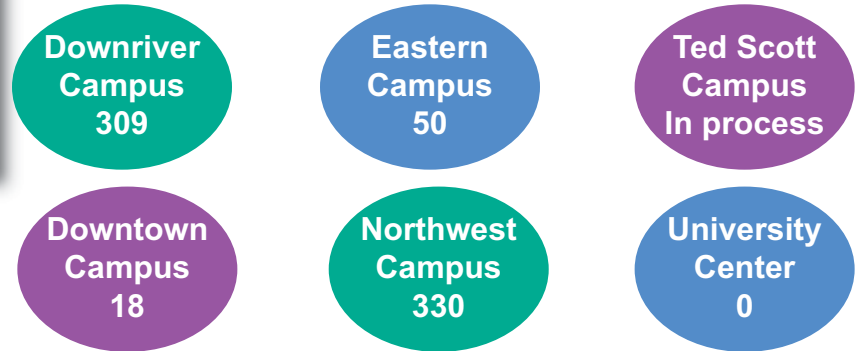 Downriver
Campus
309
Eastern
Campus
50
Ted Scott
Campus
In process
Downtown
Campus
18
Northwest
Campus
330
University
Center
0